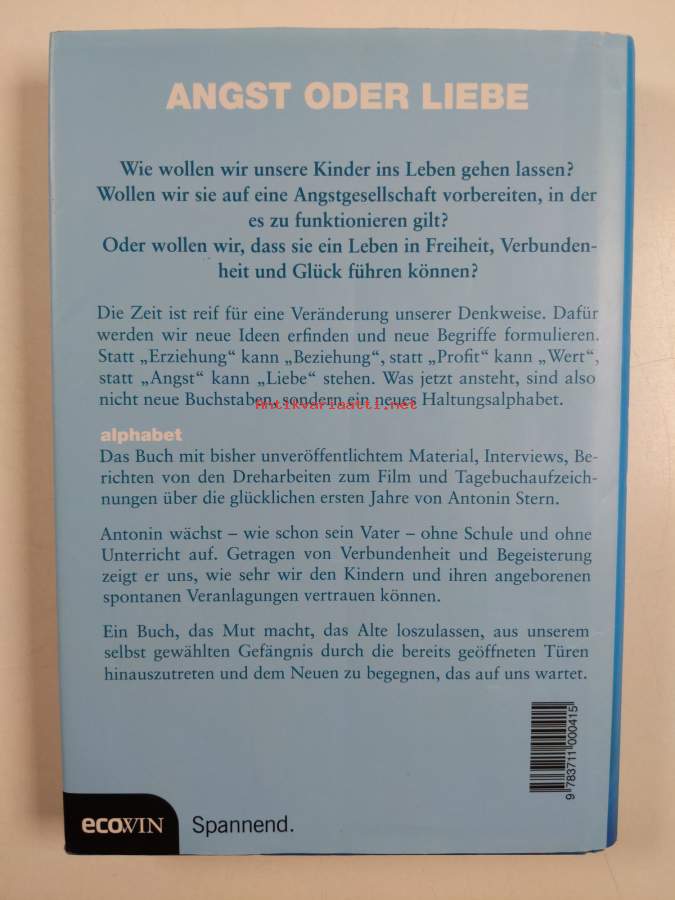 ANGST ODER LIEBE
Wie wollen wir unsere Kinder ins Leben gehen lassen?
Wollen wir sie auf eine Angstgesellschaft vorbereiten, in der
es zu funktionieren gilt?
Oder wollen wir, dass sie ein Leben in Freiheit, Verbunden-
heit und Glück führen können?
Die Zeit ist reif für eine Veränderung unserer Denkweise. Dafür
werden wir neue Ideen erfinden und neue Begriffe formulieren.
Statt „Erziehung“ kann „Beziehung“, statt „Profit“ kann „Wert“,
statt „Angst“ kann „Liebe“ stehen. Was jetzt ansteht, sind also
nicht neue Buchstaben, sondern ein neues Haltungsalphabet.
Antikvariaatti.net
alphabet
Das Buch mit bisher unveröffentlichtem Material, Interviews, Be-
richten von den Dreharbeiten zum Film und Tagebuchaufzeich-
nungen über die glücklichen ersten Jahre von Antonin Stern.
Antonin wächst – wie schon sein Vater – ohne Schule und ohne
Unterricht auf. Getragen von Verbundenheit und Begeisterung
zeigt er uns, wie sehr wir den Kindern und ihren angeborenen
spontanen Veranlagungen vertrauen können.
Ein Buch, das Mut macht, das Alte loszulassen, aus unserem
selbst gewählten Gefängnis durch die bereits geöffneten Türen
hinauszutreten und dem Neuen zu begegnen, das auf uns wartet.
9 783711 000415
ecoWIN
Spannend.